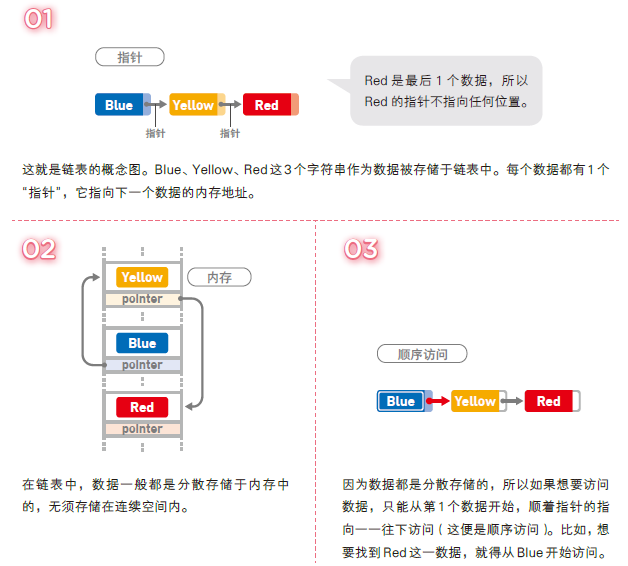 01
指针
Blue
Yellow
Red
指针
指针
Red 是最后 1 个数据，所以
Red 的指针不指向任何位置。
这就是链表的概念图。Blue、Yellow、Red 这 3 个字符串作为数据被存储于链表中。每个数据都有 1 个
“指针”，它指向下一个数据的内存地址。
02
内存
Yellow
pointer
Blue
pointer
Red
pointer
在链表中，数据一般都是分散存储于内存中
的，无须存储在连续空间内。
03
顺序访问
Blue
Yellow
Red
因为数据都是分散存储的，所以如果想要访问
数据，只能从第 1 个数据开始，顺着指针的指
向一一往下访问（这便是顺序访问）。比如，想
要找到 Red 这一数据，就得从 Blue 开始访问。